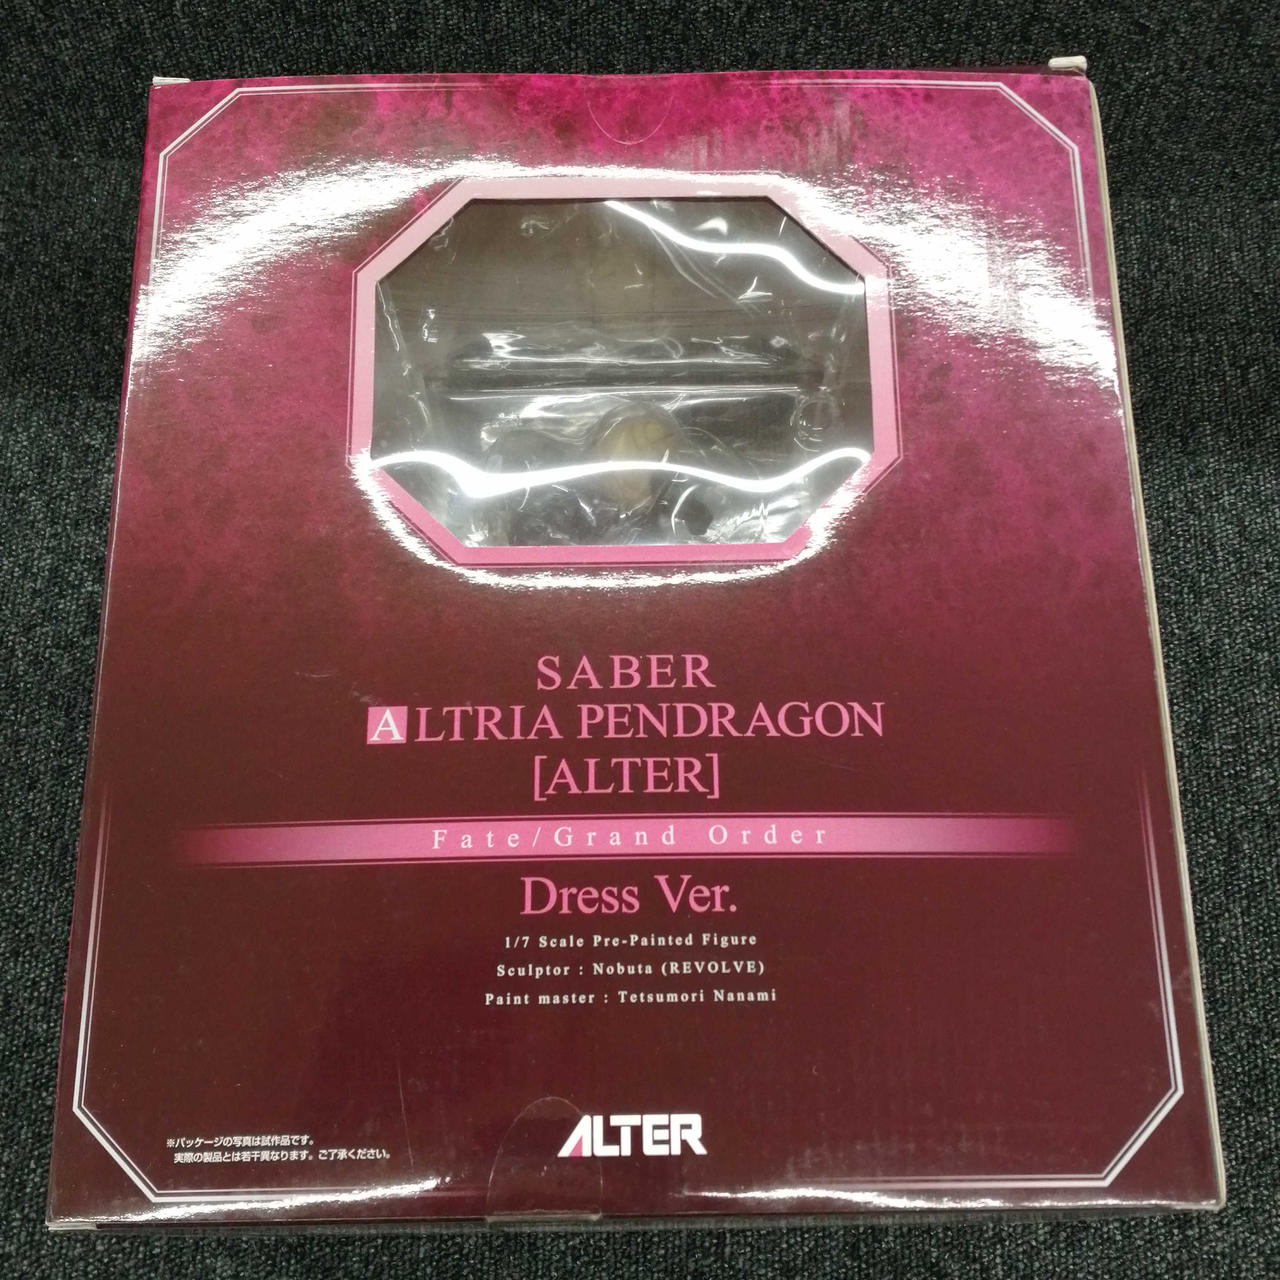 SABER
ALTRIA PENDRAGON
[ALTER]
Fate/Grand Order
Dress Ver.
1/7 Scale Pre-Painted Figure
Sculptor : Nobuta (REVOLVE)
Paint master : Tetsumori Nanami
ALTER
※パッケージの写真は試作品です。
実際の製品とは若干異なります。ご了承ください。